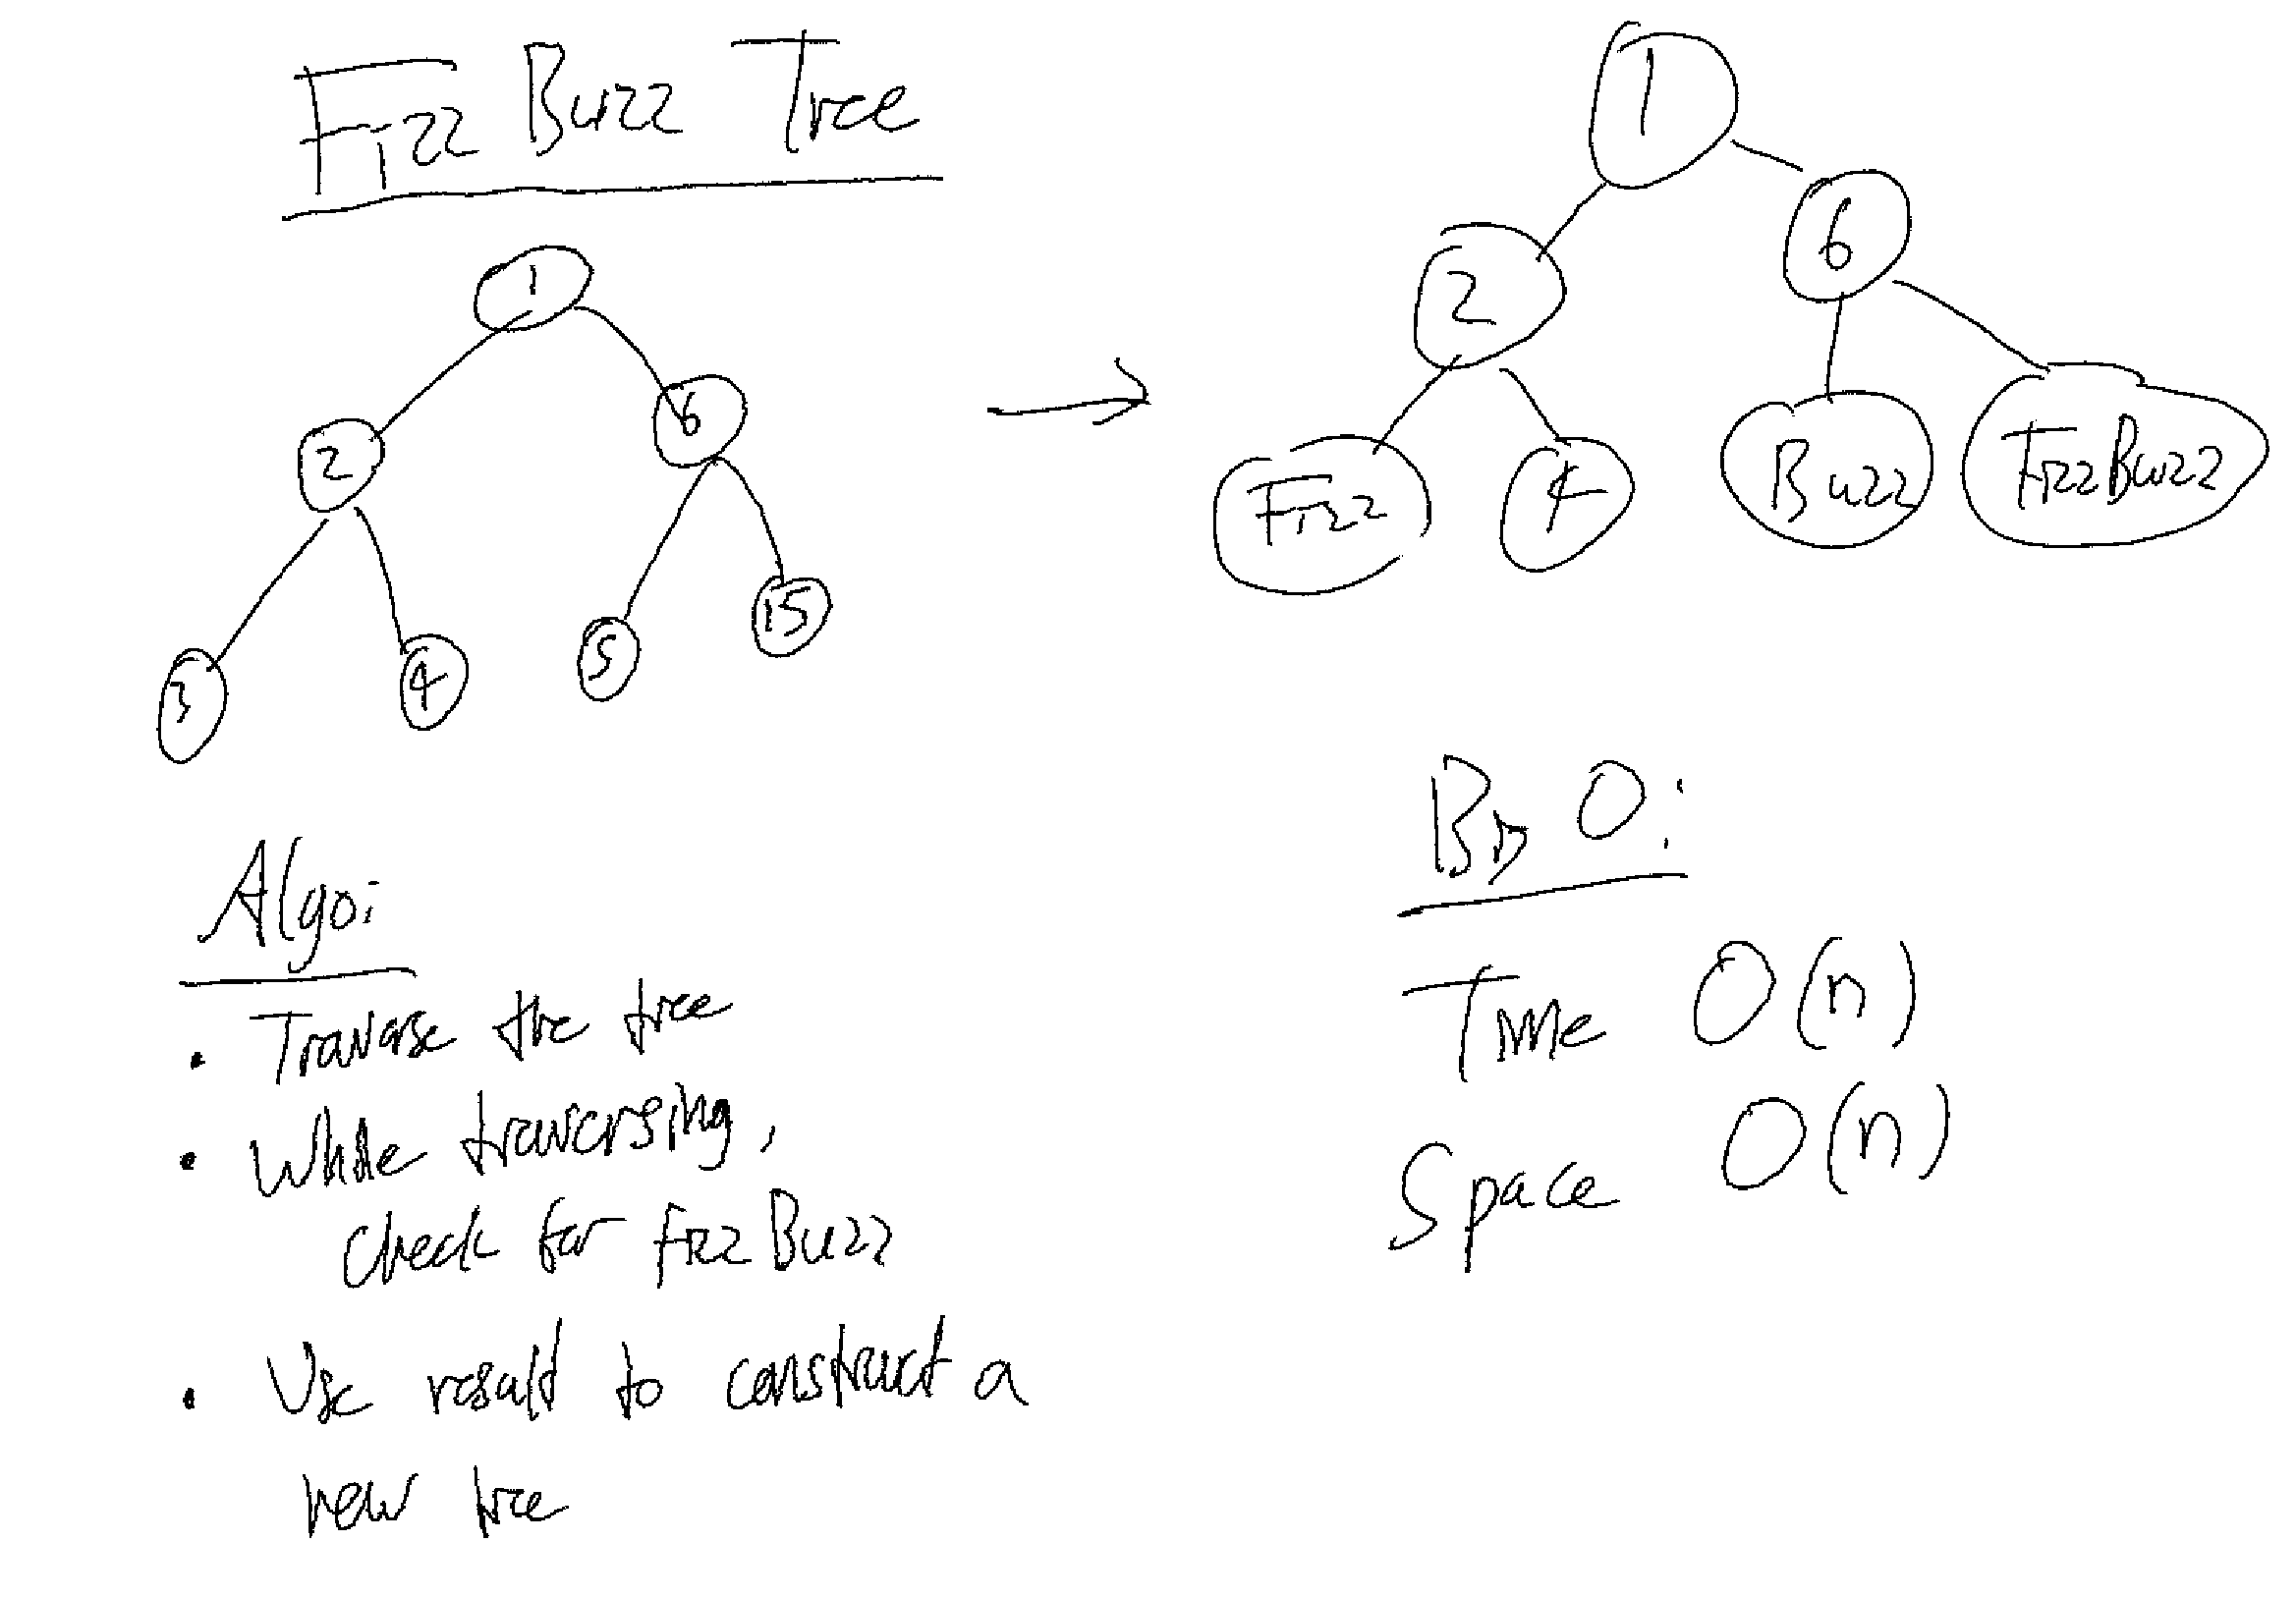 Fizz Buzz Tree
1
2
6
3
4
5
15
1
2
6
Fizz
4
Buzz
FizzBuzz
Algo:
• Traverse the tree
• While traversing,
check for FizzBuzz
• Use result to construct a
new tree
Big O:
Time O(n)
Space O(n)